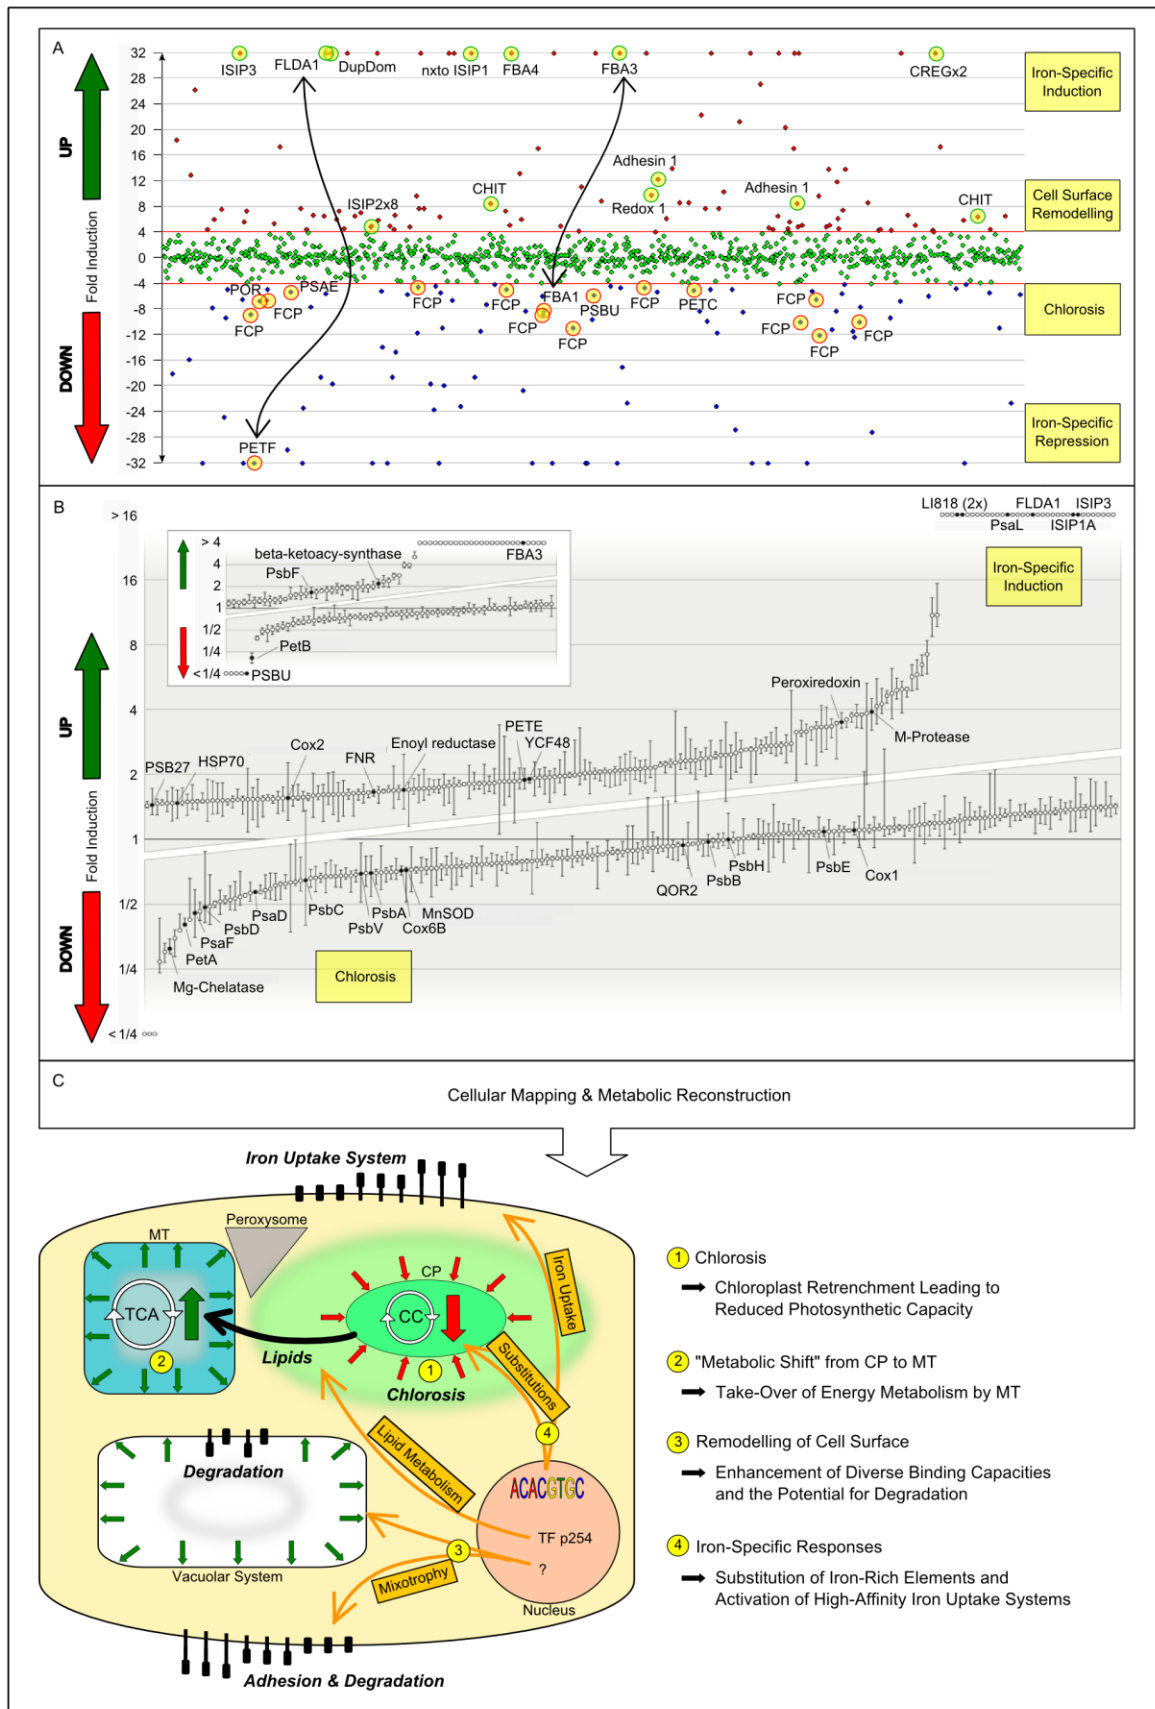 A
UP
Fold Induction
DOWN
32
28
24
20
16
12
8
4
0
-4
-8
-12
-16
-20
-24
-28
-32
ISIP3
FLDA1
DupDom
nxto ISIP1
FBA4
FBA3
CREGx2
Iron-Specific
Induction
Adhesin 1
Redox 1
ISIP2x8
CHIT
Adhesin 1
CHIT
Cell Surface
Remodelling
POR
PSAE
FCP
FCP
FCP
FCP
FBA1
FCP
PSBU
FCP
FCP
PETC
FCP
FCP
FCP
FCP
Chlorosis
PETF
Iron-Specific
Repression
B
> 16
16
8
4
2
1
1/2
1/4
< 1/4
UP
Fold Induction
DOWN
LI818 (2x)
FLDA1
ISIP3
PsaL
ISIP1A
Iron-Specific
Induction
> 4
4
2
1
1/2
1/4
<1/4
beta-ketoacy-synthase
FBA3
PsbF
PetB
PSBU
Peroxiredoxin
M-Protease
PETE
YCF48
Enoyl reductase
Cox2
FNR
HSP70
PSB27
QOR2
PsbB
PsbH
PsbE
Cox1
PsaD
PsbC
PsbV
PsbA
MnSOD
Cox6B
PsbD
PsaF
PetA
Mg-Chelatase
Chlorosis
C
Cellular Mapping & Metabolic Reconstruction
Iron Uptake System
Peroxysome
MT
TCA
2
CP
CC
1
Lipids
Chlorosis
Iron Uptake
Substitutions
4
Lipid Metabolism
Degradation
Vacuolar System
ACACGTGC
TF p254
?
Nucleus
3
Mixotrophy
Adhesion & Degradation
1 Chlorosis
Chloroplast Retrenchment Leading to
Reduced Photosynthetic Capacity
2 "Metabolic Shift" from CP to MT
Take-Over of Energy Metabolism by MT
3 Remodelling of Cell Surface
Enhancement of Diverse Binding Capacities
and the Potential for Degradation
4 Iron-Specific Responses
Substitution of Iron-Rich Elements and
Activation of High-Affinity Iron Uptake Systems